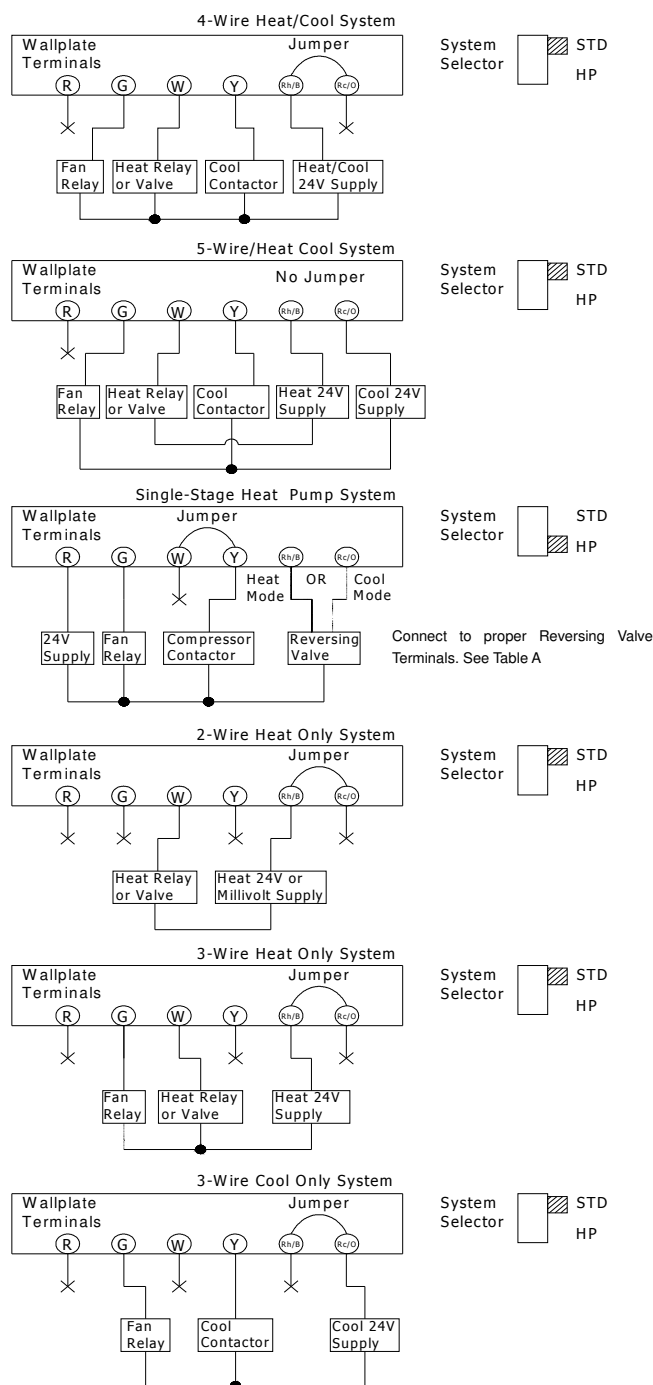 4-Wire Heat/Cool System
Wallplate Terminals
Jumper
R G W Y Rh/B Rc/O
Fan Relay
Heat Relay or Valve
Cool Contactor
Heat/Cool 24V Supply
System Selector
STD
HP
5-Wire/Heat Cool System
Wallplate Terminals
No Jumper
R G W Y Rh/B Rc/O
Fan Relay
Heat Relay or Valve
Cool Contactor
Heat 24V Supply
Cool 24V Supply
System Selector
STD
HP
Single-Stage Heat Pump System
Wallplate Terminals
Jumper
R G W Y Rh/B Rc/O
Heat Mode
OR
Cool Mode
24V Supply
Fan Relay
Compressor Contactor
Reversing Valve
System Selector
STD
HP
Connect to proper Reversing Valve
Terminals. See Table A
2-Wire Heat Only System
Wallplate Terminals
Jumper
R G W Y Rh/B Rc/O
Heat Relay or Valve
Heat 24V or Millivolt Supply
System Selector
STD
HP
3-Wire Heat Only System
Wallplate Terminals
Jumper
R G W Y Rh/B Rc/O
Fan Relay
Heat Relay or Valve
Heat 24V Supply
System Selector
STD
HP
3-Wire Cool Only System
Wallplate Terminals
Jumper
R G W Y Rh/B Rc/O
Fan Relay
Cool Contactor
Cool 24V Supply
System Selector
STD
HP